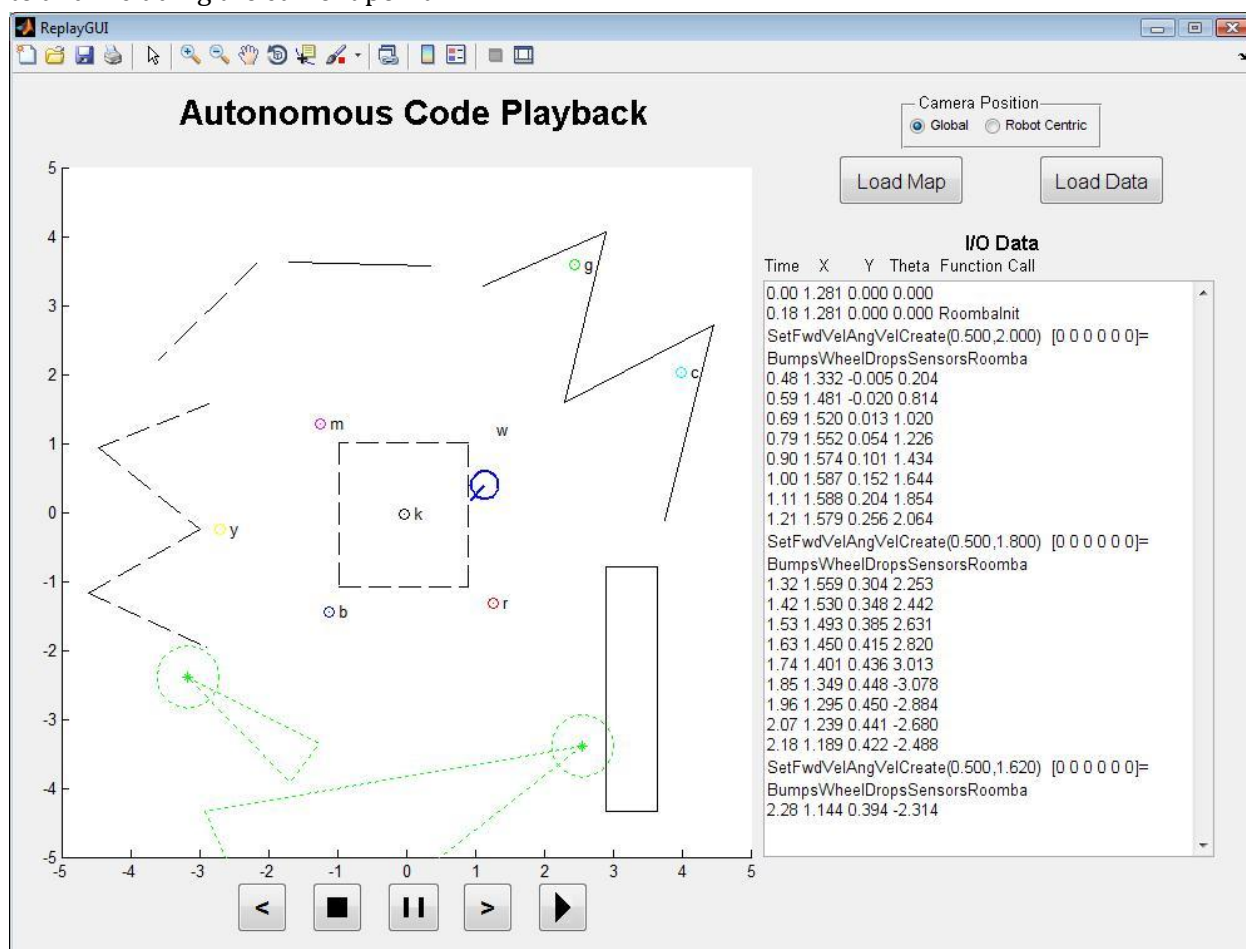 ReplayGUI
Autonomous Code Playback
Camera Position
Global Robot Centric
Load Map Load Data
I/O Data
Time X Y Theta Function Call
0.00 1.281 0.000 0.000
0.18 1.281 0.000 0.000 RoombaInit
SetFwdVelAngVelCreate(0.500,2.000) [0 0 0 0 0 0]=
BumpsWheelDropsSensorsRoomba
0.48 1.332 -0.005 0.204
0.59 1.481 -0.020 0.814
0.69 1.520 0.013 1.020
0.79 1.552 0.054 1.226
0.90 1.574 0.101 1.434
1.00 1.587 0.152 1.644
1.11 1.588 0.204 1.854
1.21 1.579 0.256 2.064
SetFwdVelAngVelCreate(0.500,1.800) [0 0 0 0 0 0]=
BumpsWheelDropsSensorsRoomba
1.32 1.559 0.304 2.253
1.42 1.530 0.348 2.442
1.53 1.493 0.385 2.631
1.63 1.450 0.415 2.820
1.74 1.401 0.436 3.013
1.85 1.349 0.448 -3.078
1.96 1.295 0.450 -2.884
2.07 1.239 0.441 -2.680
2.18 1.189 0.422 -2.488
SetFwdVelAngVelCreate(0.500,1.620) [0 0 0 0 0 0]=
BumpsWheelDropsSensorsRoomba
2.28 1.144 0.394 -2.314
5
4
3
2
1
0
-1
-2
-3
-4
-5
g
c
m
w
k
y
b
r
-5 -4 -3 -2 -1 0 1 2 3 4 5
< >